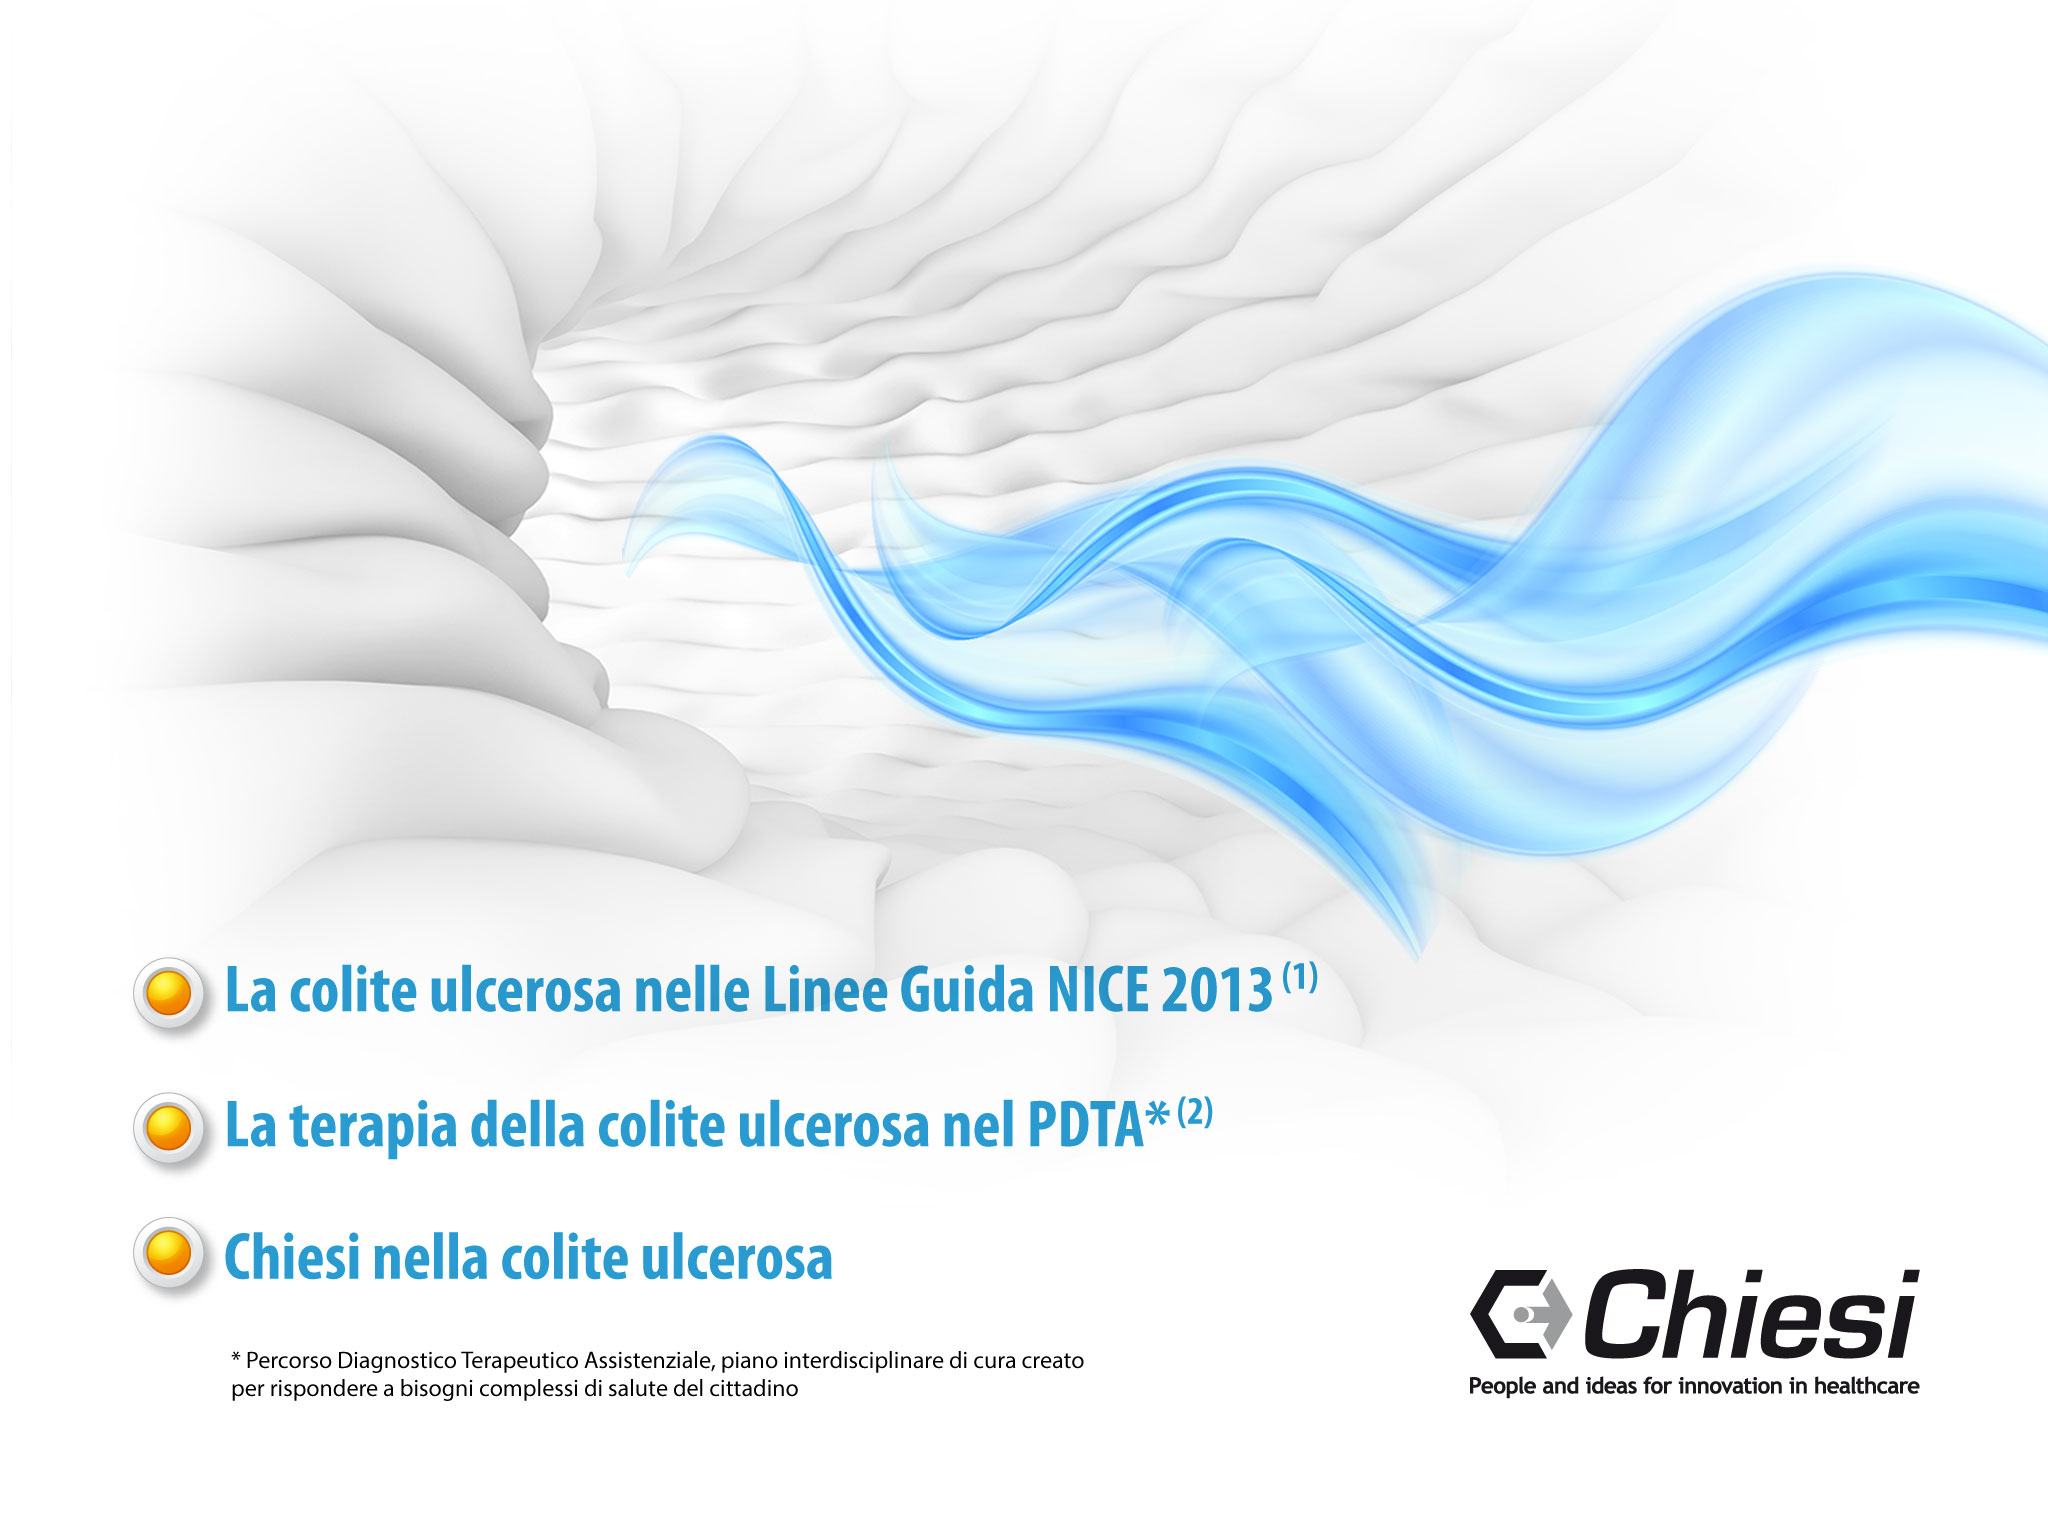 La colite ulcerosa nelle Linee Guida NICE 2013 (1)
La terapia della colite ulcerosa nel PDTA* (2)
Chiesi nella colite ulcerosa
* Percorso Diagnostico Terapeutico Assistenziale, piano interdisciplinare di cura creato
per rispondere a bisogni complessi di salute del cittadino
Chiesi
People and ideas for innovation in healthcare